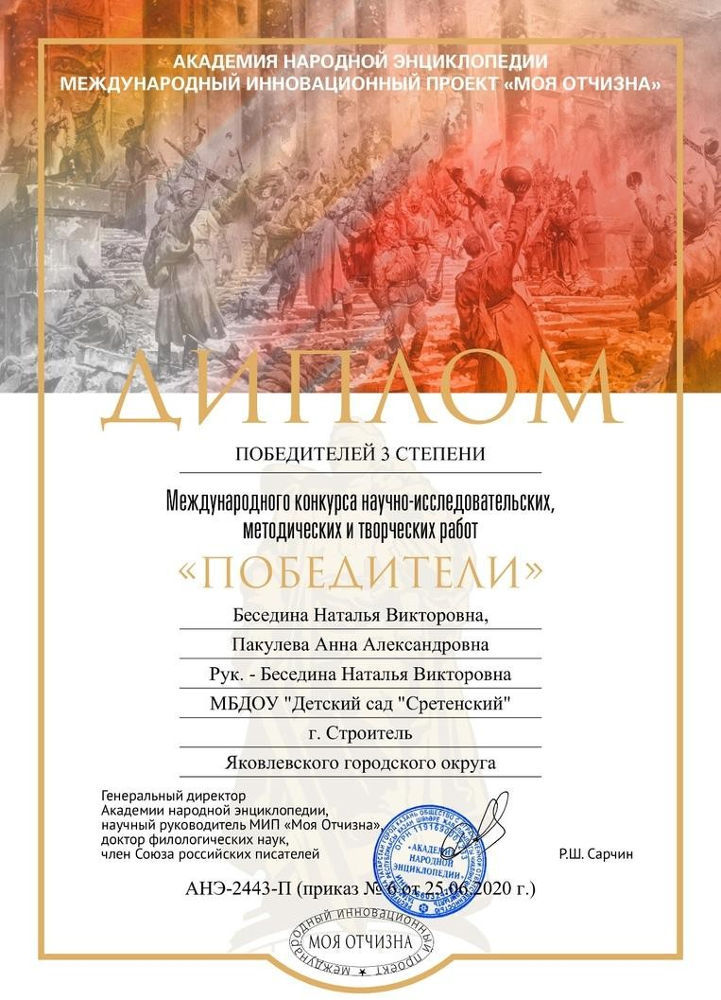 АКАДЕМИЯ НАРОДНОЙ ЭНЦИКЛОПЕДИИ
МЕЖДУНАРОДНЫЙ ИННОВАЦИОННЫЙ ПРОЕКТ «МОЯ ОТЧИЗНА»
ДИПЛОМ
ПОБЕДИТЕЛЕЙ 3 СТЕПЕНИ
Международного конкурса научно-исследовательских,
методических и творческих работ
«ПОБЕДИТЕЛИ»
Беседина Наталья Викторовна,
Пакулева Анна Александровна
Рук. - Беседина Наталья Викторовна
МБДОУ "Детский сад "Сретенский"
г. Строитель
Яковлевского городского округа
Генеральный директор
Академии народной энциклопедии,
научный руководитель МИП «Моя Отчизна»,
доктор филологических наук,
член Союза российских писателей
Р.Ш. Сарчин
«АКАДЕМИЯ
НАРОДНОЙ
ЭНЦИКЛОПЕДИИ»
АНЭ-2443-П (приказ № 6 от 25.06.2020 г.)
международный инновационный проект
МОЯ ОТЧИЗНА